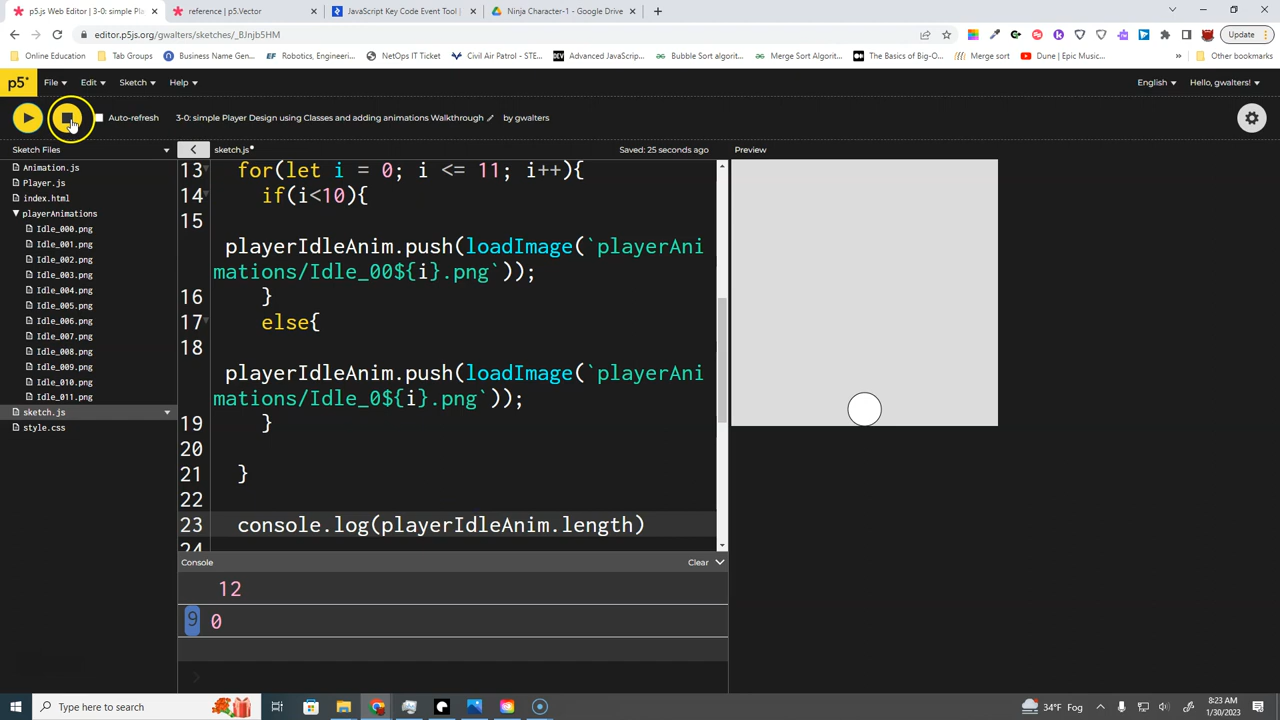 p5.js Web Editor | 3-0: simple Pla
reference | p5.Vector
JavaScript Key Code Event Tool |
Ninja Character-1 - Google Drive
editor.p5js.org/gwalters/sketches/_BJnjb5HM
Update
Online Education
Tab Groups
Business Name Gen...
Robotics, Engineeri...
NetOps IT Ticket
Civil Air Patrol - STE...
Advanced JavaScrip...
Bubble Sort algorit...
Merge Sort Algorit...
The Basics of Big-O...
Merge sort
Dune | Epic Music...
Other bookmarks
p5*
File
Edit
Sketch
Help
English
Hello, gwalters!
Auto-refresh
3-0: simple Player Design using Classes and adding animations Walkthrough
by gwalters
Sketch Files
sketch.js
Saved: 25 seconds ago
Preview
Animation.js
Player.js
index.html
playerAnimations
Idle_000.png
Idle_001.png
Idle_002.png
Idle_003.png
Idle_004.png
Idle_005.png
Idle_006.png
Idle_007.png
Idle_008.png
Idle_009.png
Idle_010.png
Idle_011.png
sketch.js
style.css
13 for(let i = 0; i <= 11; i++){
14 if(i<10){
15
playerIdleAnim.push(loadImage(`playerAni
mations/Idle_00${i}.png`));
16 }
17 else{
18
playerIdleAnim.push(loadImage(`playerAni
mations/Idle_0${i}.png`));
19 }
20
21 }
22
23 console.log(playerIdleAnim.length)
24
Console
Clear
12
9 0
Type here to search
34°F Fog
8:23 AM
1/30/2023